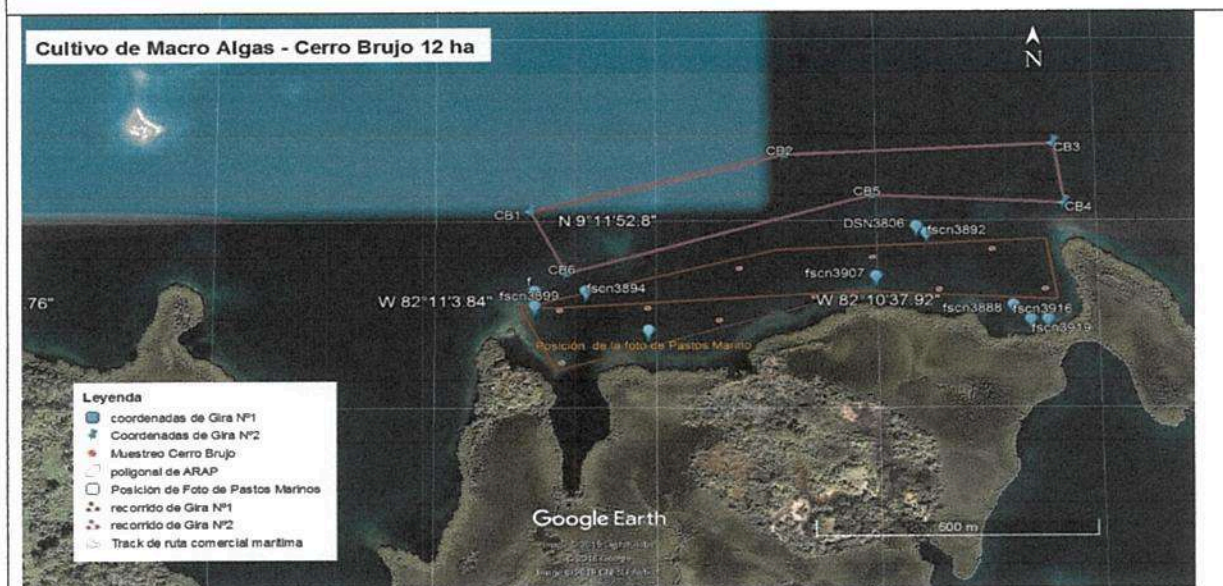 Cultivo de Macro Algas - Cerro Brujo 12 ha
N
CB2
CB3
CB1
N 9°11'52.8"
CB5
CB4
DSN3806
fscn3892
CB6
fscn3907
f
fscn3894
fscn3899
.76"
W 82°11'3.84"
"W 82°10'37.92"
fscn3888
fscn3916
fscn3919
Posición de la foto de Pastos Marino
Leyenda
coordenadas de Gira Nº1
Coordenadas de Gira Nº2
Muestreo Cerro Brujo
poligonal de ARAP
Posición de Foto de Pastos Marinos
recorrido de Gira Nº1
recorrido de Gira Nº2
Track de ruta comercial marítima
Google Earth
500 m